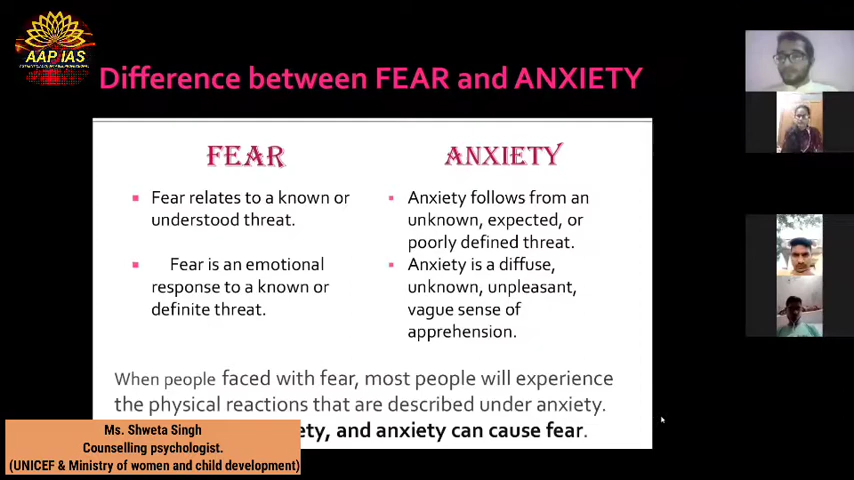 AAP IAS
Difference between FEAR and ANXIETY
FEAR
Fear relates to a known or
understood threat.
Fear is an emotional
response to a known or
definite threat.
ANXIETY
Anxiety follows from an
unknown, expected, or
poorly defined threat.
Anxiety is a diffuse,
unknown, unpleasant,
vague sense of
apprehension.
When people faced with fear, most people will experience
the physical reactions that are described under anxiety.
ety, and anxiety can cause fear.
Ms. Shweta Singh
Counselling psychologist.
(UNICEF & Ministry of women and child development)